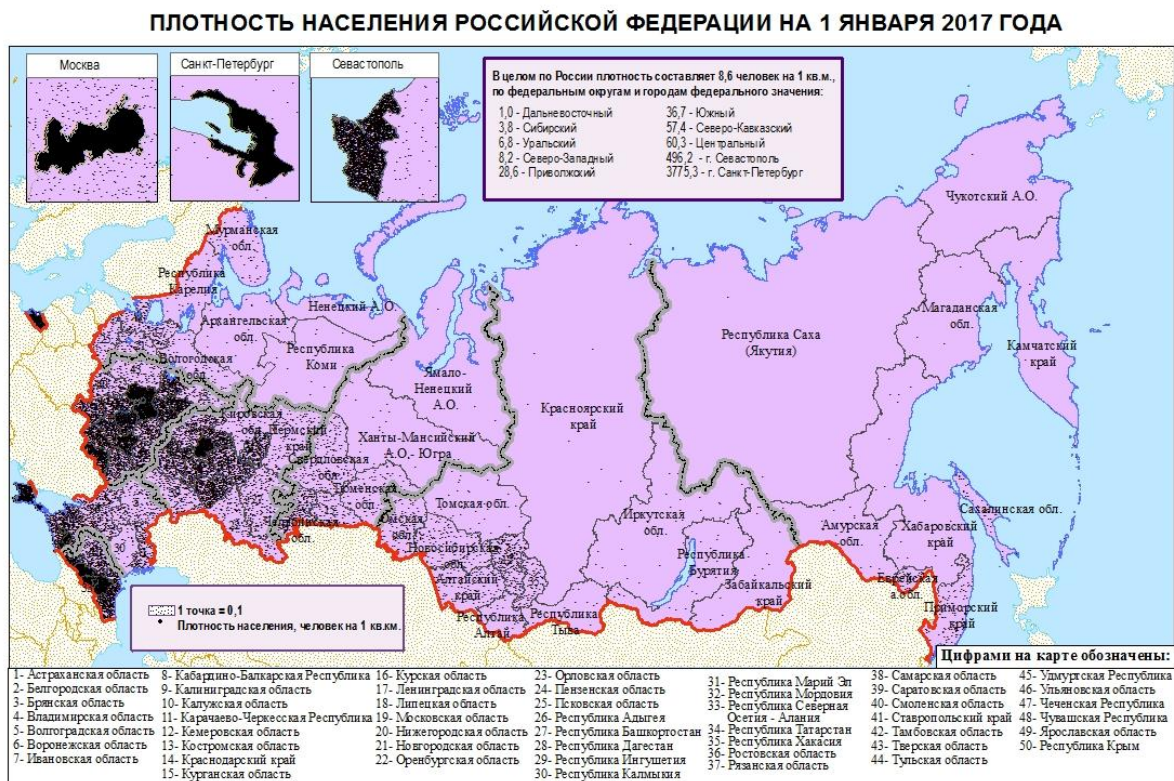 ПЛОТНОСТЬ НАСЕЛЕНИЯ РОССИЙСКОЙ ФЕДЕРАЦИИ НА 1 ЯНВАРЯ 2017 ГОДА
Москва
Санкт-Петербург
Севастополь
В целом по России плотность составляет 8,6 человек на 1 кв.м.,
по федеральным округам и городам федерального значения:
1,0 - Дальневосточный
3,8 - Сибирский
6,8 - Уральский
8,2 - Северо-Западный
28,6 - Приволжский
36,7 - Южный
57,4 - Северо-Кавказский
60,3 - Центральный
496,2 - г. Севастополь
3775,3 - г. Санкт-Петербург
Чукотский А.О.
Мурманская
обл.
Республика
Карелия
Ненецкий А.О.
Архангельская
обл.
Республика
Коми
Вологодская
обл.
Магаданская
обл.
Камчатский
край
Республика Саха
(Якутия)
Ямало-
Ненецкий
А.О.
Красноярский
край
Кировская
обл.
Пермский
край
Ханты-Мансийский
А.О.- Югра
Свердловская
обл.
Тюменская
обл.
Челябинская
обл.
Омская
обл.
Томская обл.
Новосибирская
обл.
Алтайский
край
Республика
Алтай
Республика
Тыва
Иркутская
обл.
Республика
Бурятия
Забайкальский
край
Амурская
обл.
Хабаровский
край
Сахалинская обл.
Еврейская
а.обл.
Приморский
край
30
1 точка = 0,1
Плотность населения, человек на 1 кв.км.
Цифрами на карте обозначены:
1- Астраханская область
2- Белгородская область
3- Брянская область
4- Владимирская область
5- Волгоградская область
6- Воронежская область
7- Ивановская область
8- Кабардино-Балкарская Республика
9- Калининградская область
10- Калужская область
11- Карачаево-Черкесская Республика
12- Кемеровская область
13- Костромская область
14- Краснодарский край
15- Курганская область
16- Курская область
17- Ленинградская область
18- Липецкая область
19- Московская область
20- Нижегородская область
21- Новгородская область
22- Оренбургская область
23- Орловская область
24- Пензенская область
25- Псковская область
26- Республика Адыгея
27- Республика Башкортостан
28- Республика Дагестан
29- Республика Ингушетия
30- Республика Калмыкия
31- Республика Марий Эл
32- Республика Мордовия
33- Республика Северная
Осетия - Алания
34- Республика Татарстан
35- Республика Хакасия
36- Ростовская область
37- Рязанская область
38- Самарская область
39- Саратовская область
40- Смоленская область
41- Ставропольский край
42- Тамбовская область
43- Тверская область
44- Тульская область
45- Удмуртская Республика
46- Ульяновская область
47- Чеченская Республика
48- Чувашская Республика
49- Ярославская область
50- Республика Крым